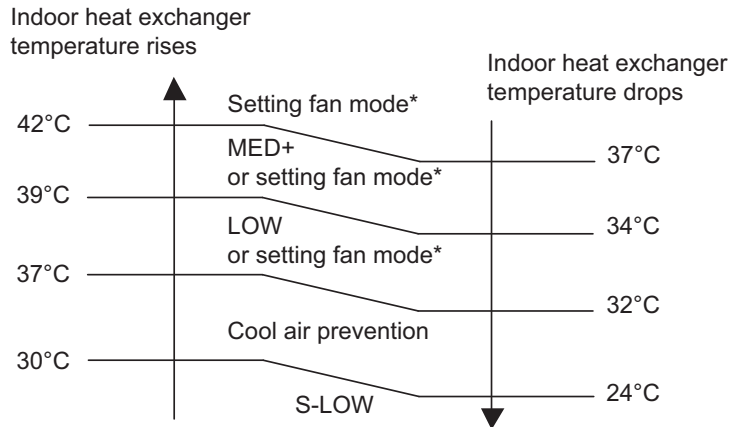 Indoor heat exchanger
temperature rises
Indoor heat exchanger
temperature drops
Setting fan mode*
42°C
37°C
MED+
or setting fan mode*
39°C
34°C
LOW
or setting fan mode*
37°C
32°C
Cool air prevention
30°C
24°C
S-LOW